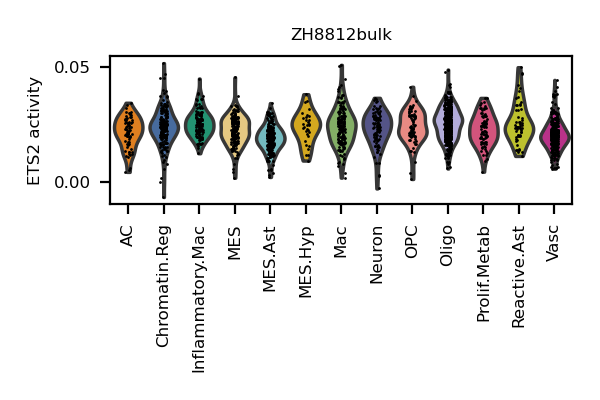 ZH8812bulk
ETS2 activity
0.05
0.00
AC
Chromatin.Reg
Inflammatory.Mac
MES
MES.Ast
MES.Hyp
Mac
Neuron
OPC
Oligo
Prolif.Metab
Reactive.Ast
Vasc